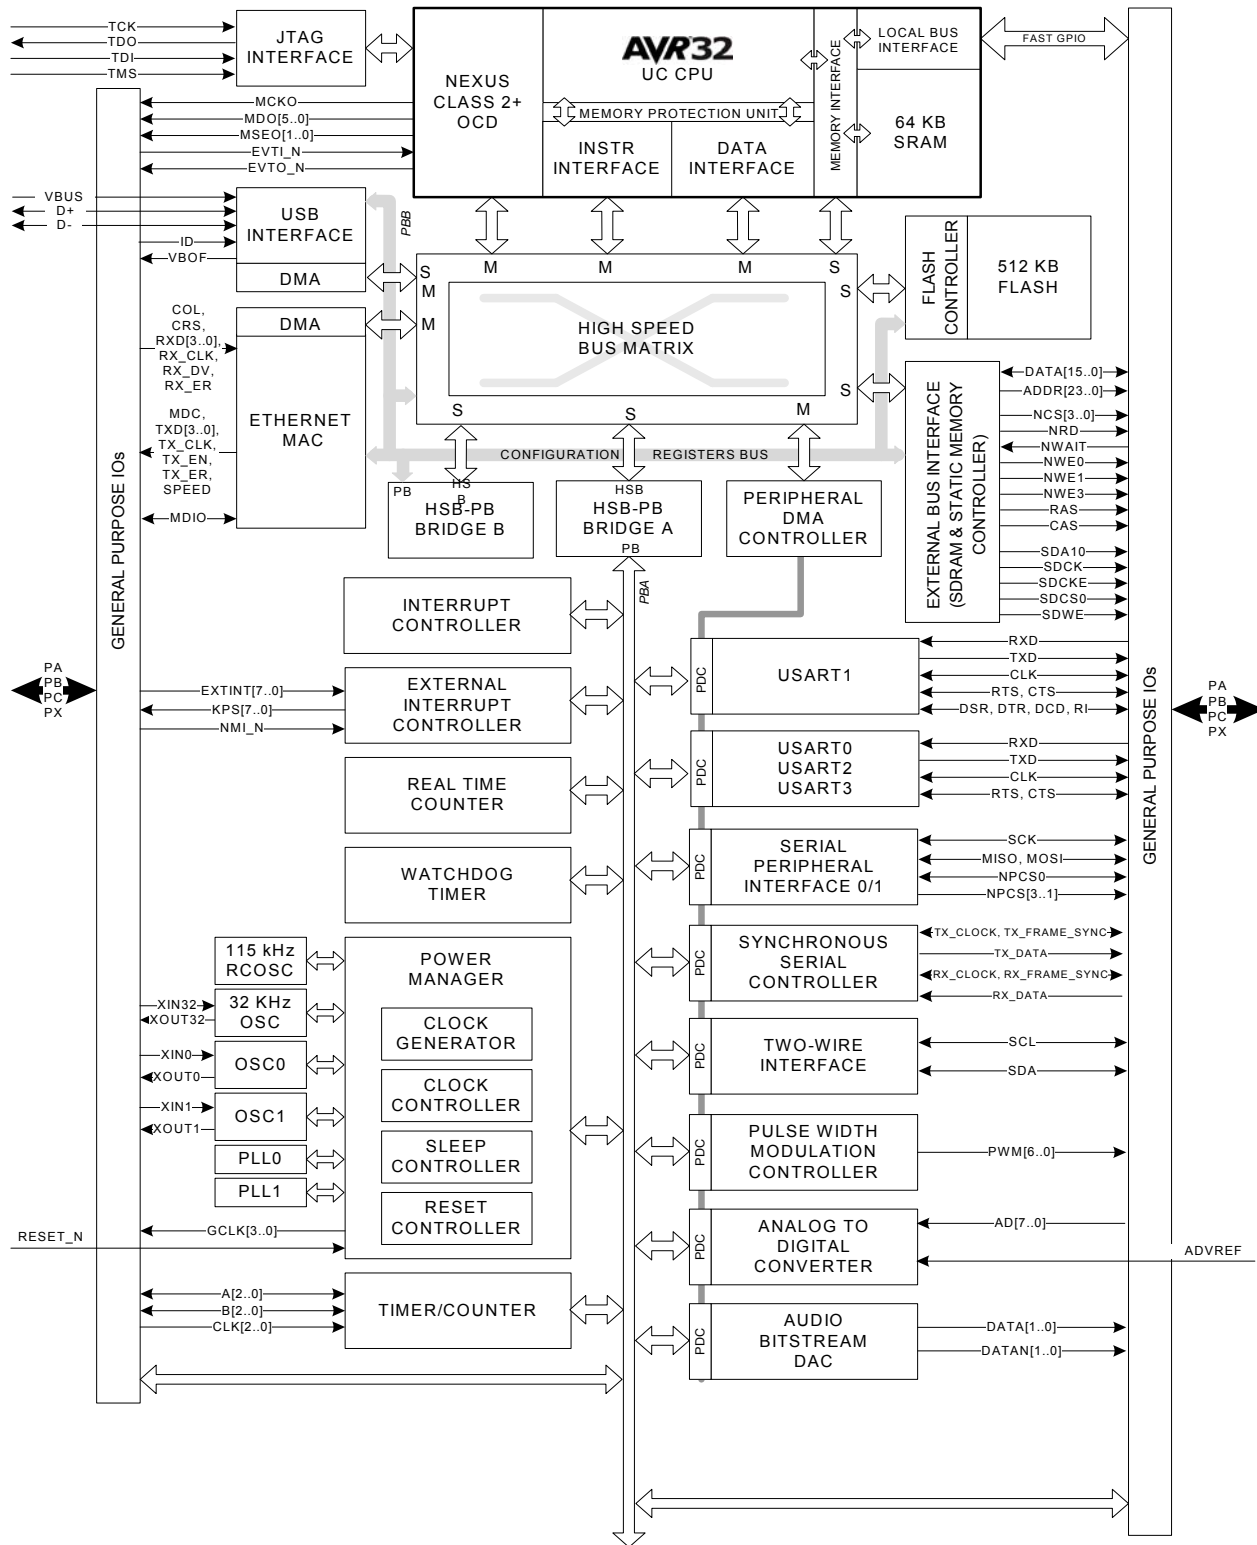 TCK
TDO
TDI
TMS
JTAG
INTERFACE
NEXUS
CLASS 2+
OCD
AVR32
UC CPU
MEMORY PROTECTION UNIT
INSTR
INTERFACE
DATA
INTERFACE
MEMORY INTERFACE
LOCAL BUS
INTERFACE
64 KB
SRAM
FAST GPIO
MCKO
MDO[5..0]
MSEO[1..0]
EVTI_N
EVTO_N
VBUS
D+
D-
ID
VBOF
USB
INTERFACE
DMA
PBB
S
M
M
M
M
M
S
S
S
S
S
M
HIGH SPEED
BUS MATRIX
FLASH
CONTROLLER
512 KB
FLASH
COL,
CRS,
RXD[3..0],
RX_CLK,
RX_DV,
RX_ER
MDC,
TXD[3..0],
TX_CLK,
TX_EN,
TX_ER,
SPEED
MDIO
DMA
ETHERNET
MAC
CONFIGURATION REGISTERS BUS
PB
HS
B
HSB-PB
BRIDGE B
HSB
HSB-PB
BRIDGE A
PB
PERIPHERAL
DMA
CONTROLLER
EXTERNAL BUS INTERFACE
(SDRAM & STATIC MEMORY
CONTROLLER)
DATA[15..0]
ADDR[23..0]
NCS[3..0]
NRD
NWAIT
NWE0
NWE1
NWE3
RAS
CAS
SDA10
SDCK
SDCKE
SDCS0
SDWE
GENERAL PURPOSE IOs
GENERAL PURPOSE IOs
PA
PB
PC
PX
PA
PB
PC
PX
PBA
INTERRUPT
CONTROLLER
EXTINT[7..0]
KPS[7..0]
NMI_N
EXTERNAL
INTERRUPT
CONTROLLER
REAL TIME
COUNTER
WATCHDOG
TIMER
115 kHz
RCOSC
XIN32
XOUT32
32 KHz
OSC
XIN0
XOUT0
OSC0
XIN1
XOUT1
OSC1
PLL0
PLL1
GCLK[3..0]
RESET_N
POWER
MANAGER
CLOCK
GENERATOR
CLOCK
CONTROLLER
SLEEP
CONTROLLER
RESET
CONTROLLER
A[2..0]
B[2..0]
CLK[2..0]
TIMER/COUNTER
PDC
USART1
RXD
TXD
CLK
RTS, CTS
DSR, DTR, DCD, RI
PDC
USART0
USART2
USART3
RXD
TXD
CLK
RTS, CTS
PDC
SERIAL
PERIPHERAL
INTERFACE 0/1
SCK
MISO, MOSI
NPCS0
NPCS[3..1]
PDC
SYNCHRONOUS
SERIAL
CONTROLLER
TX_CLOCK, TX_FRAME_SYNC
TX_DATA
RX_CLOCK, RX_FRAME_SYNC
RX_DATA
PDC
TWO-WIRE
INTERFACE
SCL
SDA
PDC
PULSE WIDTH
MODULATION
CONTROLLER
PWM[6..0]
PDC
ANALOG TO
DIGITAL
CONVERTER
AD[7..0]
ADVREF
PDC
AUDIO
BITSTREAM
DAC
DATA[1..0]
DATAN[1..0]